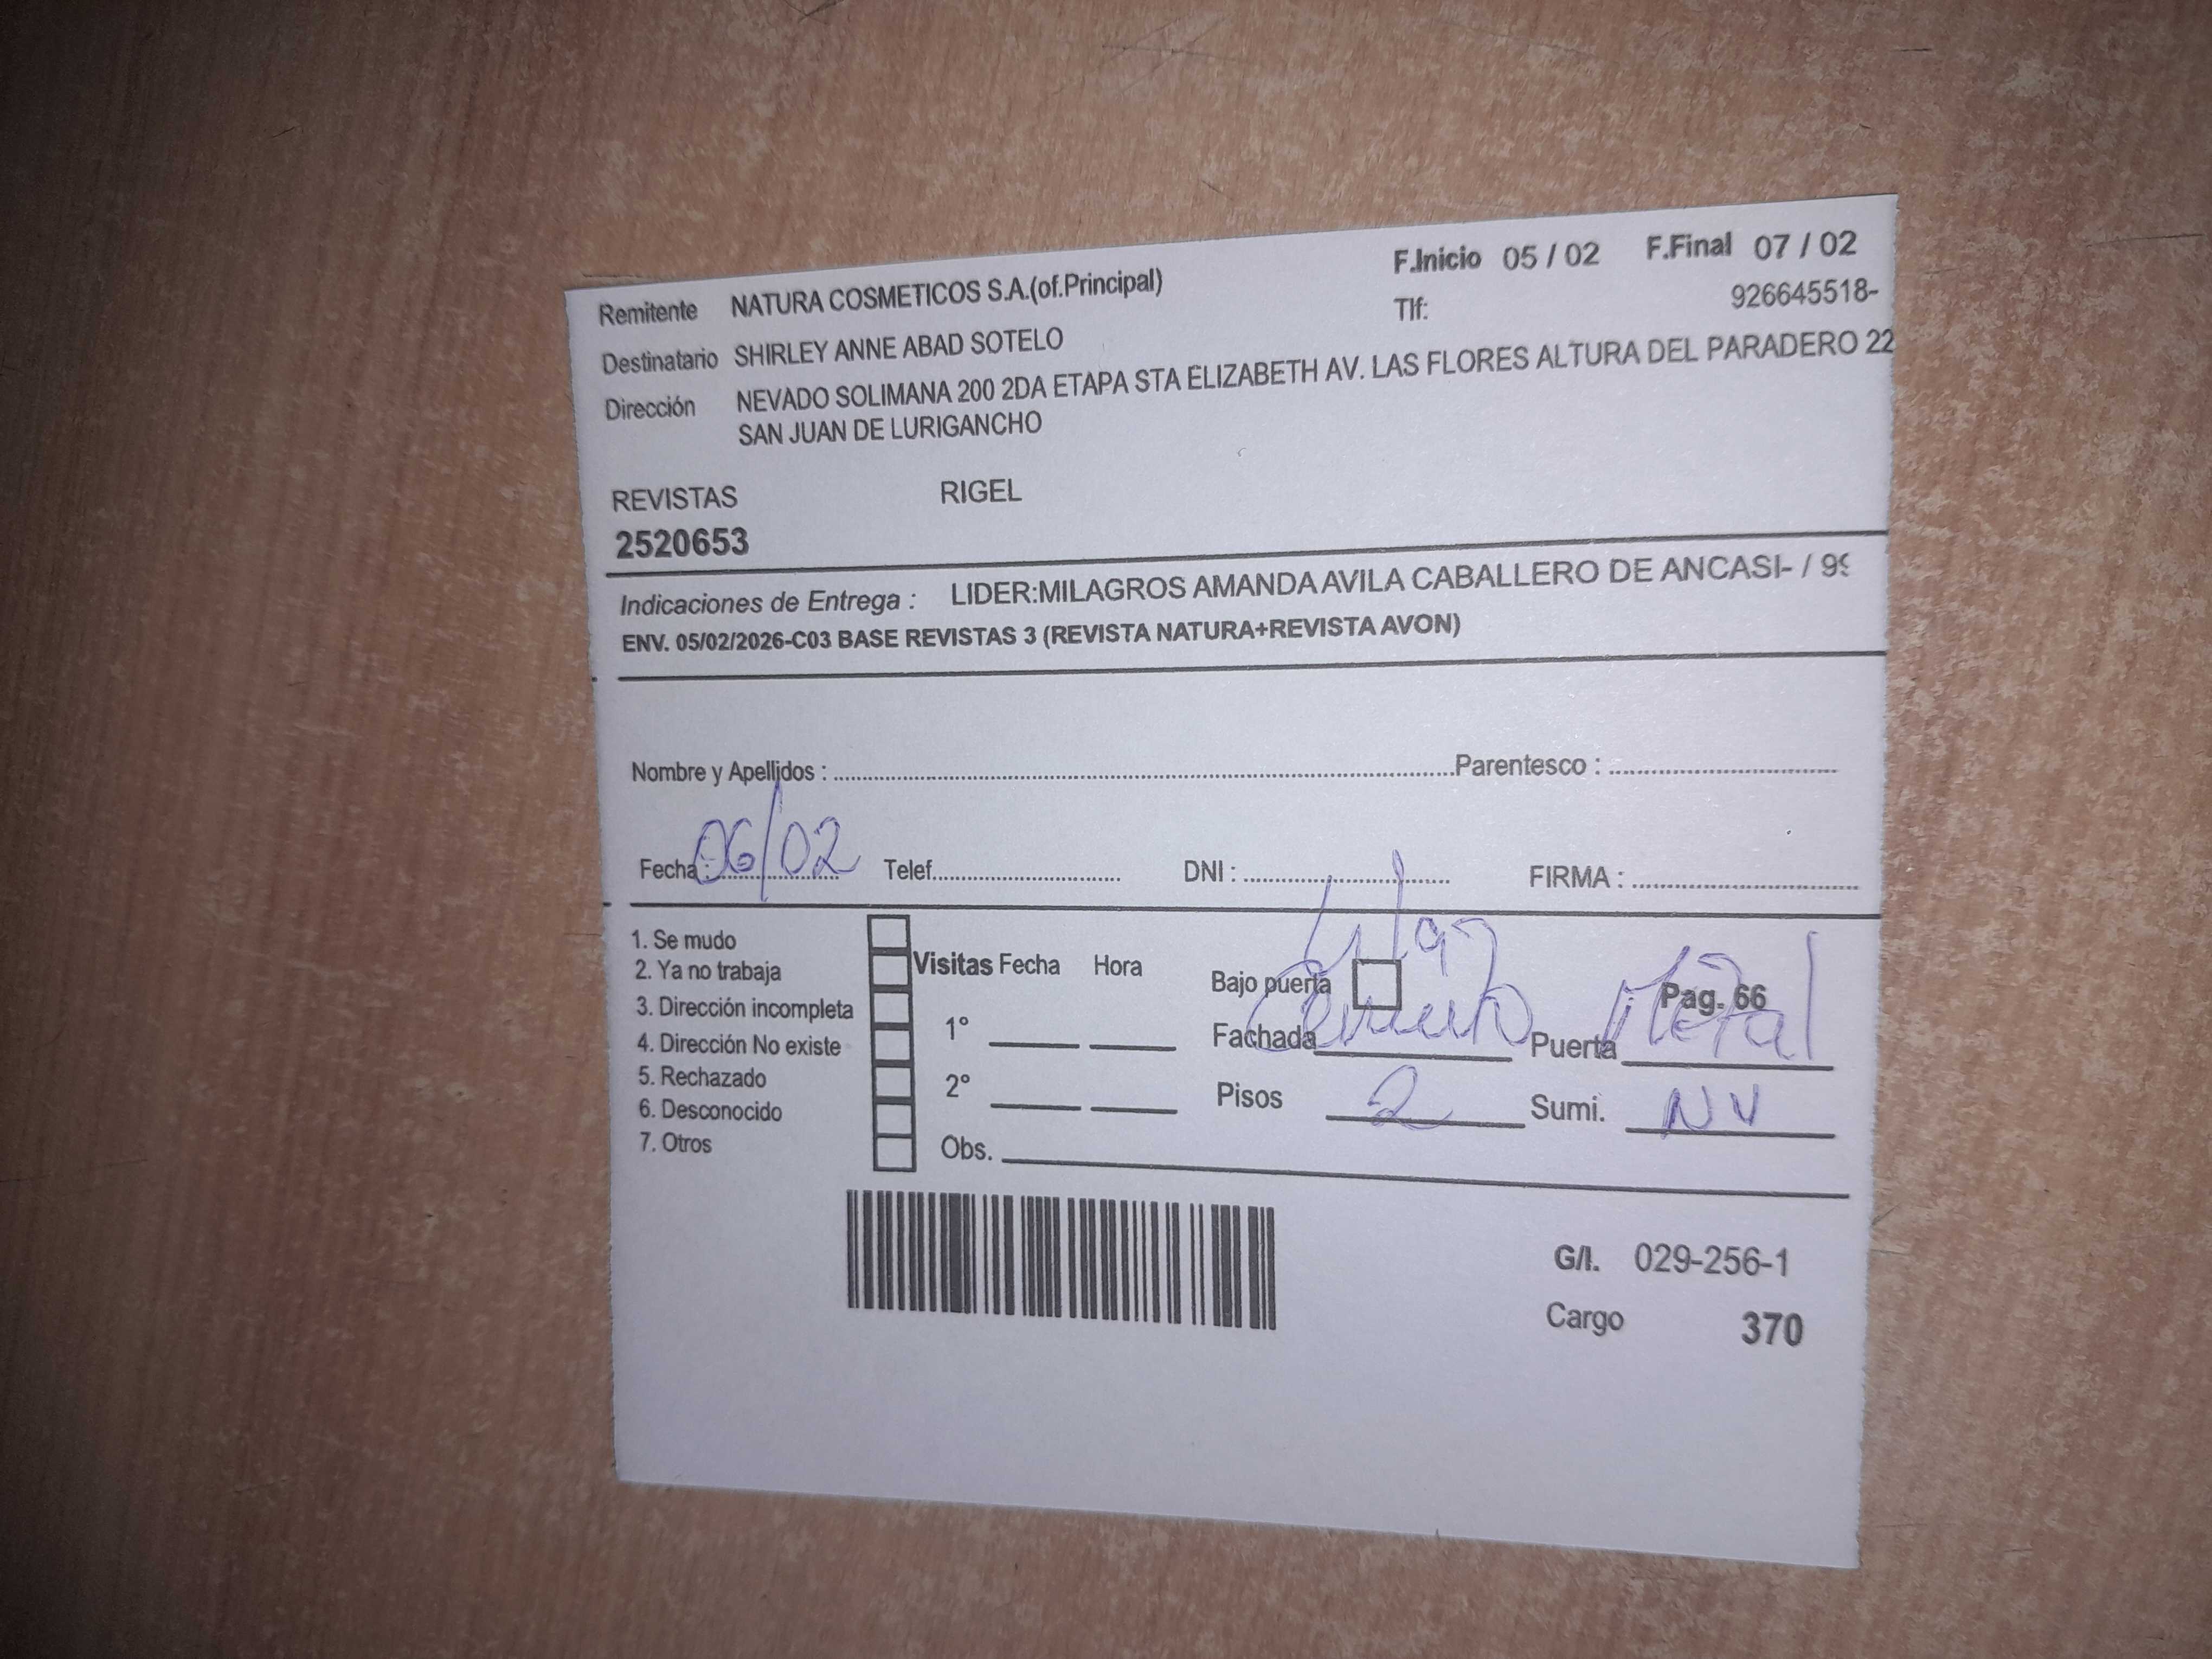 Remitente NATURA COSMETICOS S.A.(of.Principal) F.Inicio 05 / 02 F.Final 07 / 02
Tlf: 926645518-
Destinatario SHIRLEY ANNE ABAD SOTELO
Dirección NEVADO SOLIMANA 200 2DA ETAPA STA ELIZABETH AV. LAS FLORES ALTURA DEL PARADERO 22
SAN JUAN DE LURIGANCHO
REVISTAS RIGEL
2520653
Indicaciones de Entrega : LIDER:MILAGROS AMANDA AVILA CABALLERO DE ANCASI- / 99
ENV. 05/02/2026-C03 BASE REVISTAS 3 (REVISTA NATURA+REVISTA AVON)
Nombre y Apellidos : Parentesco :
Fecha : 06/02 Telef. DNI : FIRMA :
1. Se mudo
2. Ya no trabaja
3. Dirección incompleta
4. Dirección No existe
5. Rechazado
6. Desconocido
7. Otros
Visitas Fecha Hora
1°
2°
Obs.
Bajo puerta Pag. 66
Fachada Cemento Puerta Metal
Pisos 2 Sumi. NV
G/I. 029-256-1
Cargo 370